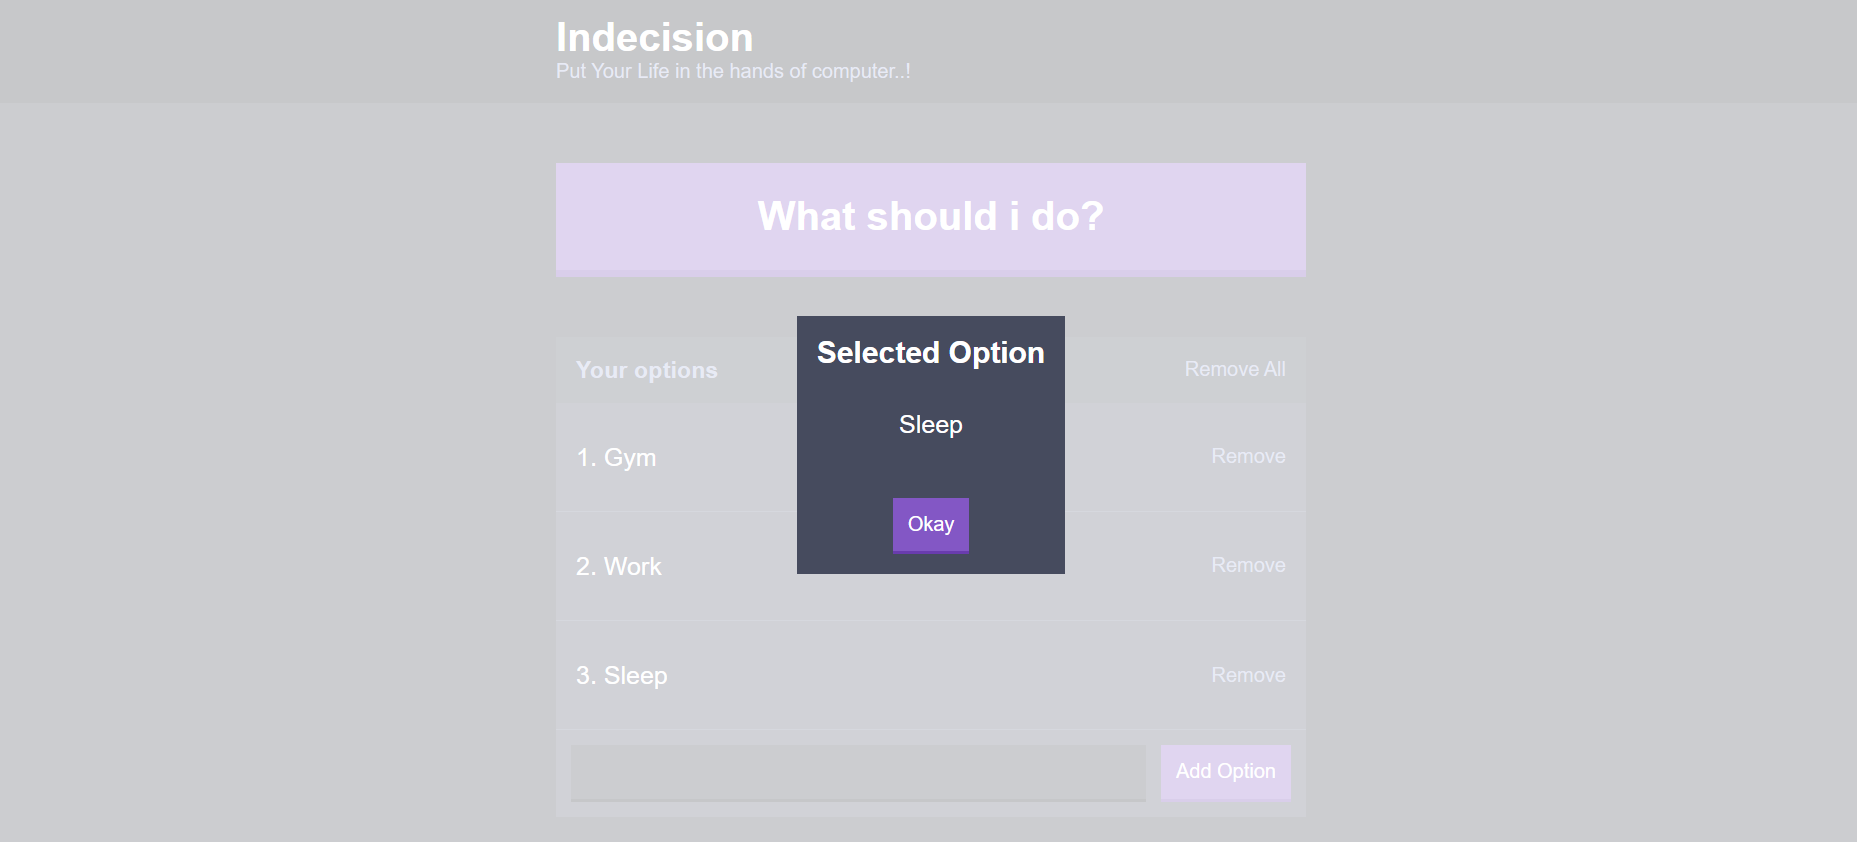 Indecision
Put Your Life in the hands of computer..!
What should i do?
Selected Option
Sleep
Okay
Your options Remove All
1. Gym Remove
2. Work Remove
3. Sleep Remove
Add Option